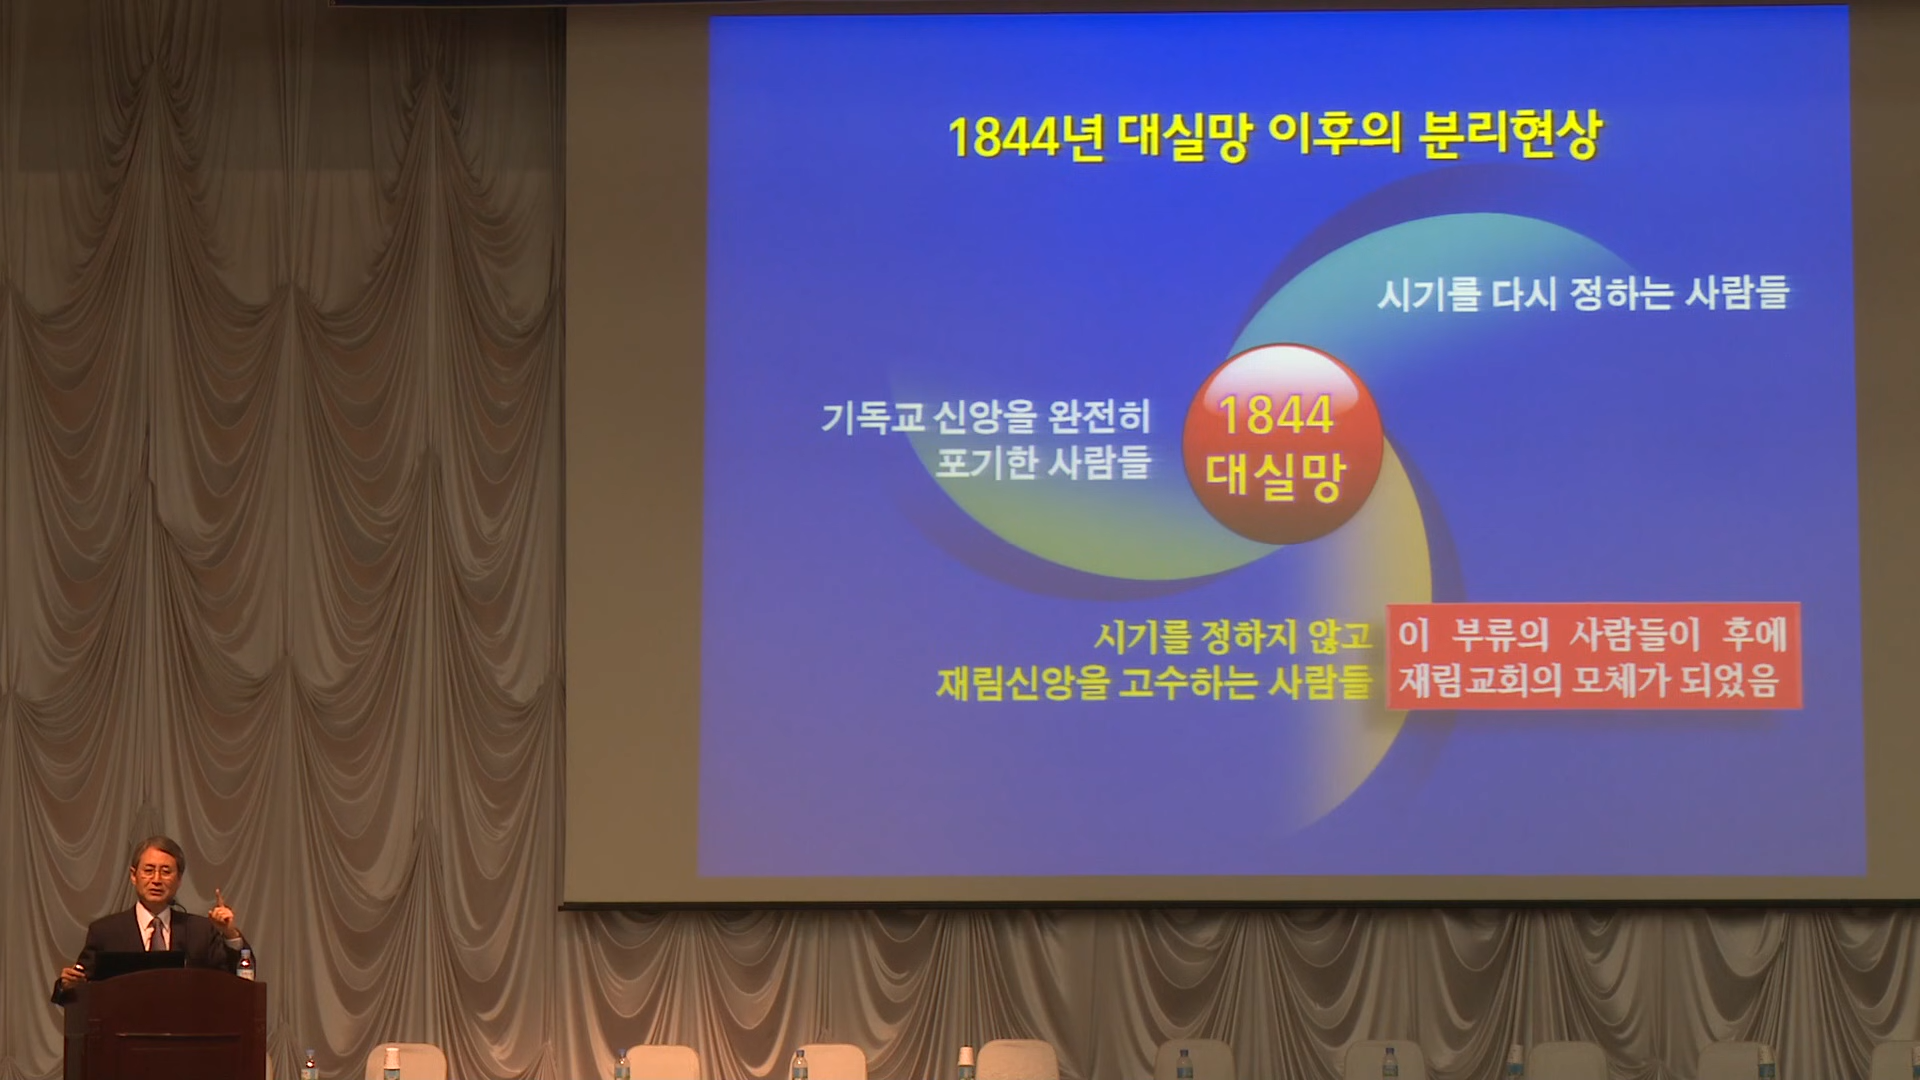 1844년 대실망 이후의 분리현상
시기를 다시 정하는 사람들
기독교 신앙을 완전히
포기한 사람들
1844
대실망
시기를 정하지 않고
재림신앙을 고수하는 사람들
이 부류의 사람들이 후에
재림교회의 모체가 되었음